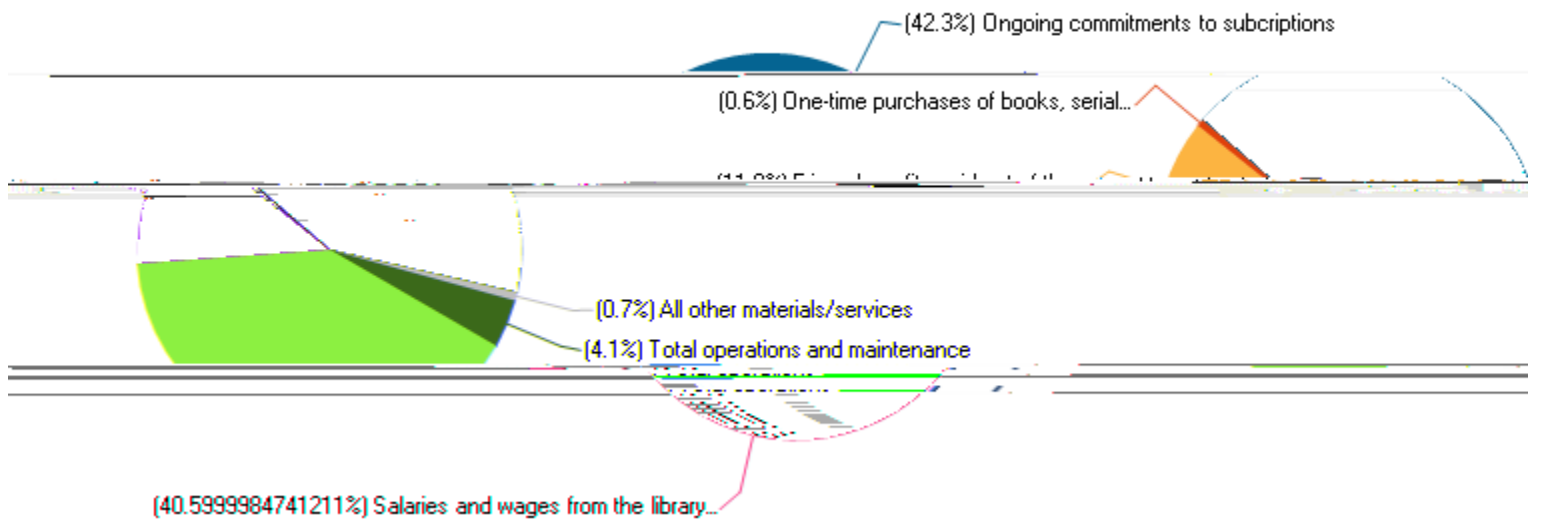 (42.3%) Ongoing commitments to subcriptions
(0.6%) One-time purchases of books, serial...
(0.7%) All other materials/services
(4.1%) Total operations and maintenance
(40.5999984741211%) Salaries and wages from the library...